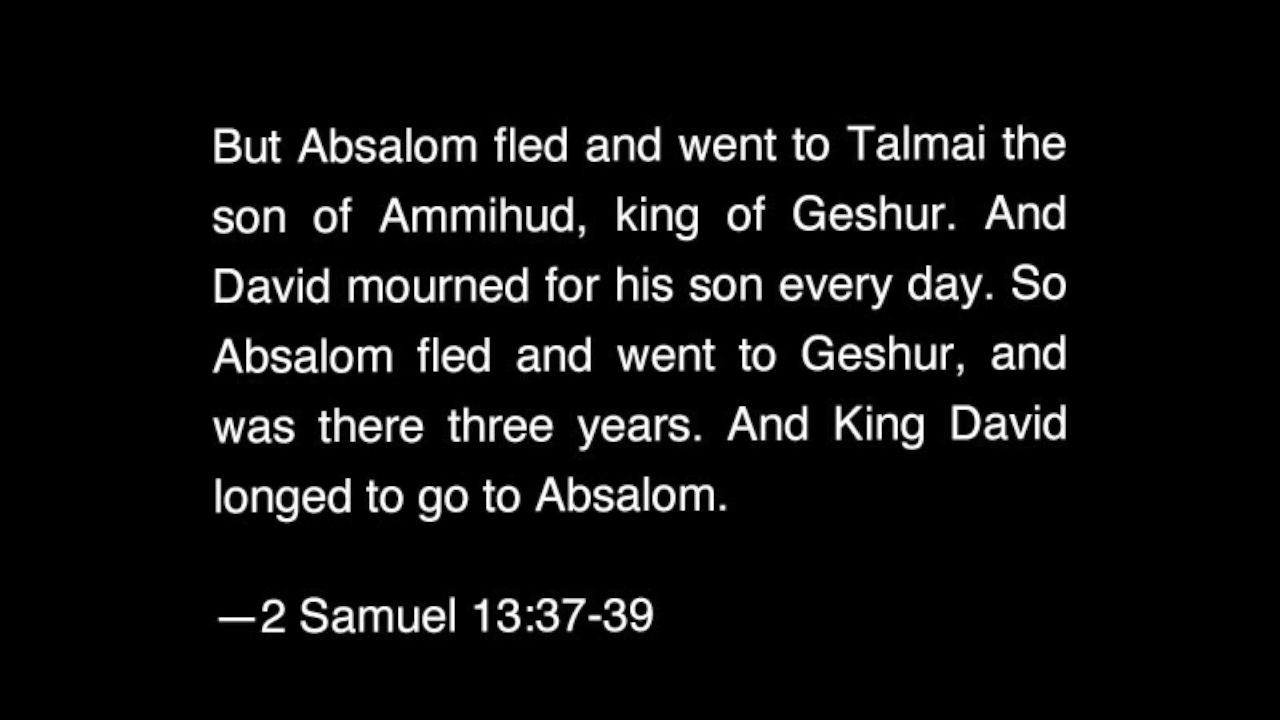 But Absalom fled and went to Talmai the
son of Ammihud, king of Geshur. And
David mourned for his son every day. So
Absalom fled and went to Geshur, and
was there three years. And King David
longed to go to Absalom.
—2 Samuel 13:37-39